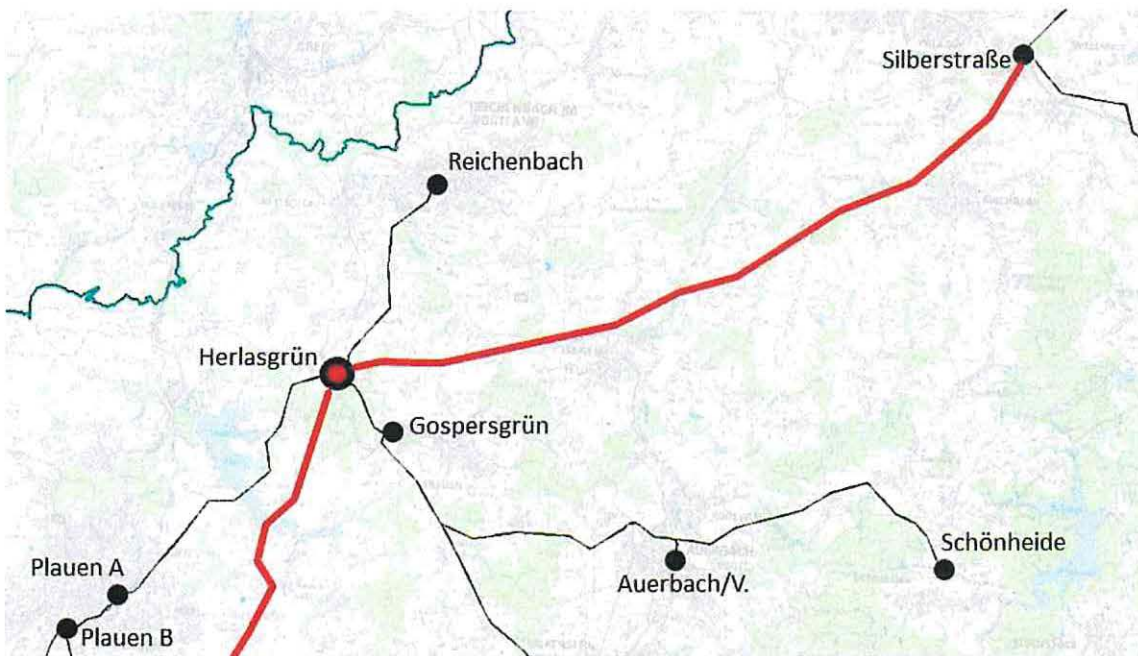 Silberstraße
Reichenbach
Herlasgrün
Gospersgrün
Plauen A
Plauen B
Auerbach/V.
Schönheide